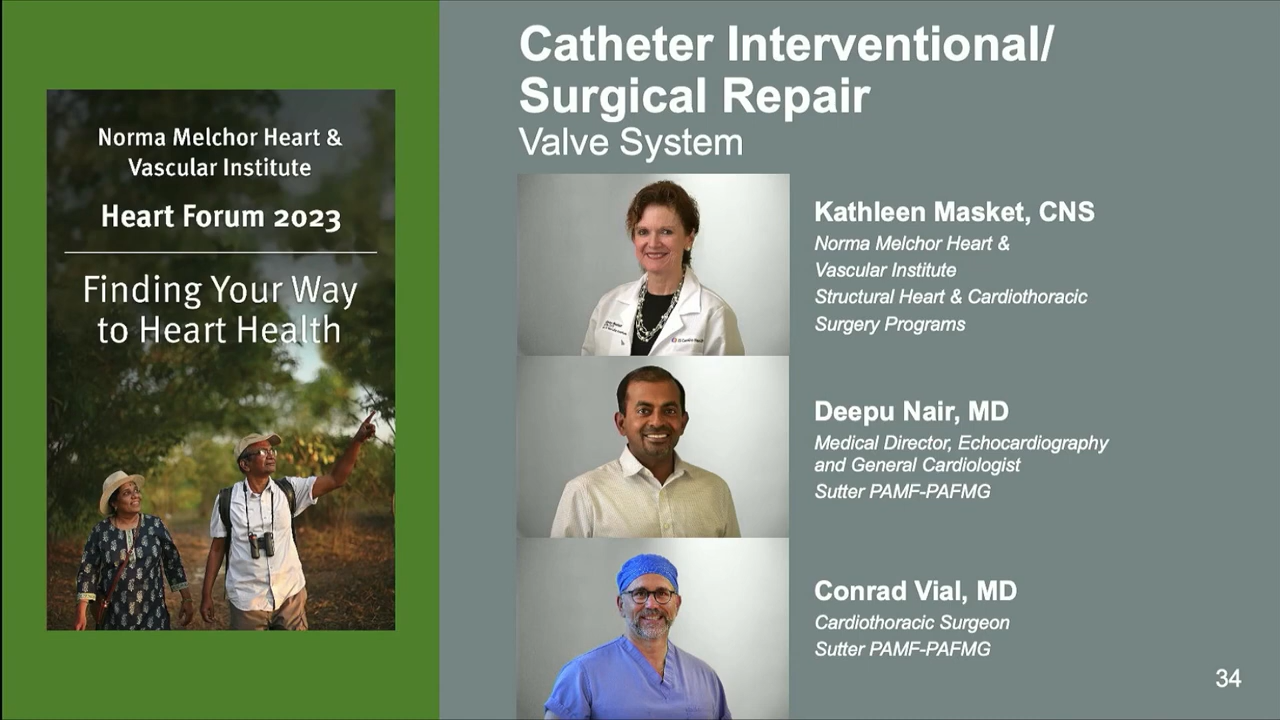 Norma Melchor Heart &
Vascular Institute
Heart Forum 2023
Finding Your Way
to Heart Health
Catheter Interventional/
Surgical Repair
Valve System
Kathleen Masket, CNS
Norma Melchor Heart &
Vascular Institute
Structural Heart & Cardiothoracic
Surgery Programs
Deepu Nair, MD
Medical Director, Echocardiography
and General Cardiologist
Sutter PAMF-PAFMG
Conrad Vial, MD
Cardiothoracic Surgeon
Sutter PAMF-PAFMG
34